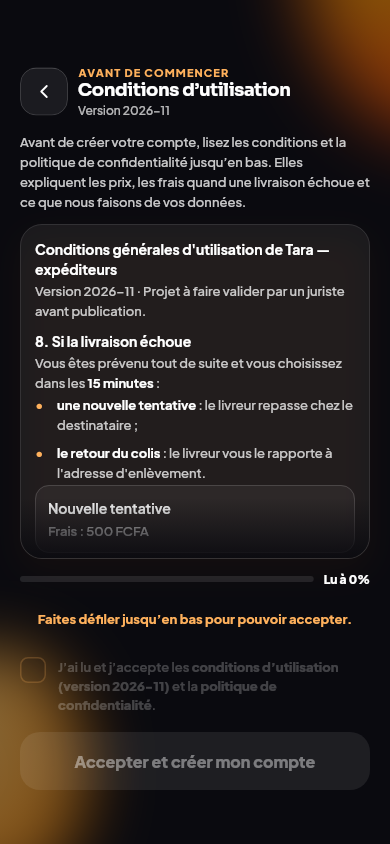 AVANT DE COMMENCER
Conditions d’utilisation
Version 2026-11
Avant de créer votre compte, lisez les conditions et la
politique de confidentialité jusqu’en bas. Elles
expliquent les prix, les frais quand une livraison échoue et
ce que nous faisons de vos données.
Conditions générales d'utilisation de Tara —
expéditeurs
Version 2026-11 · Projet à faire valider par un juriste
avant publication.
8. Si la livraison échoue
Vous êtes prévenu tout de suite et vous choisissez
dans les 15 minutes :
• une nouvelle tentative : le livreur repasse chez le
destinataire ;
• le retour du colis : le livreur vous le rapporte à
l'adresse d'enlèvement.
Nouvelle tentative
Frais : 500 FCFA
Lu à 0%
Faites défiler jusqu’en bas pour pouvoir accepter.
J’ai lu et j’accepte les conditions d’utilisation
(version 2026-11) et la politique de
confidentialité.
Accepter et créer mon compte